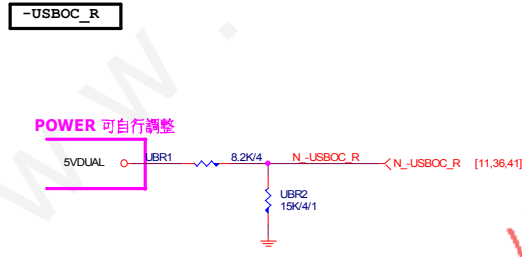 -USBOC_R
POWER 可自行調整
5VDUAL UBR1 8.2K/4 N_-USBOC_R N_-USBOC_R [11,36,41]
UBR2
15K/4/1
w w .